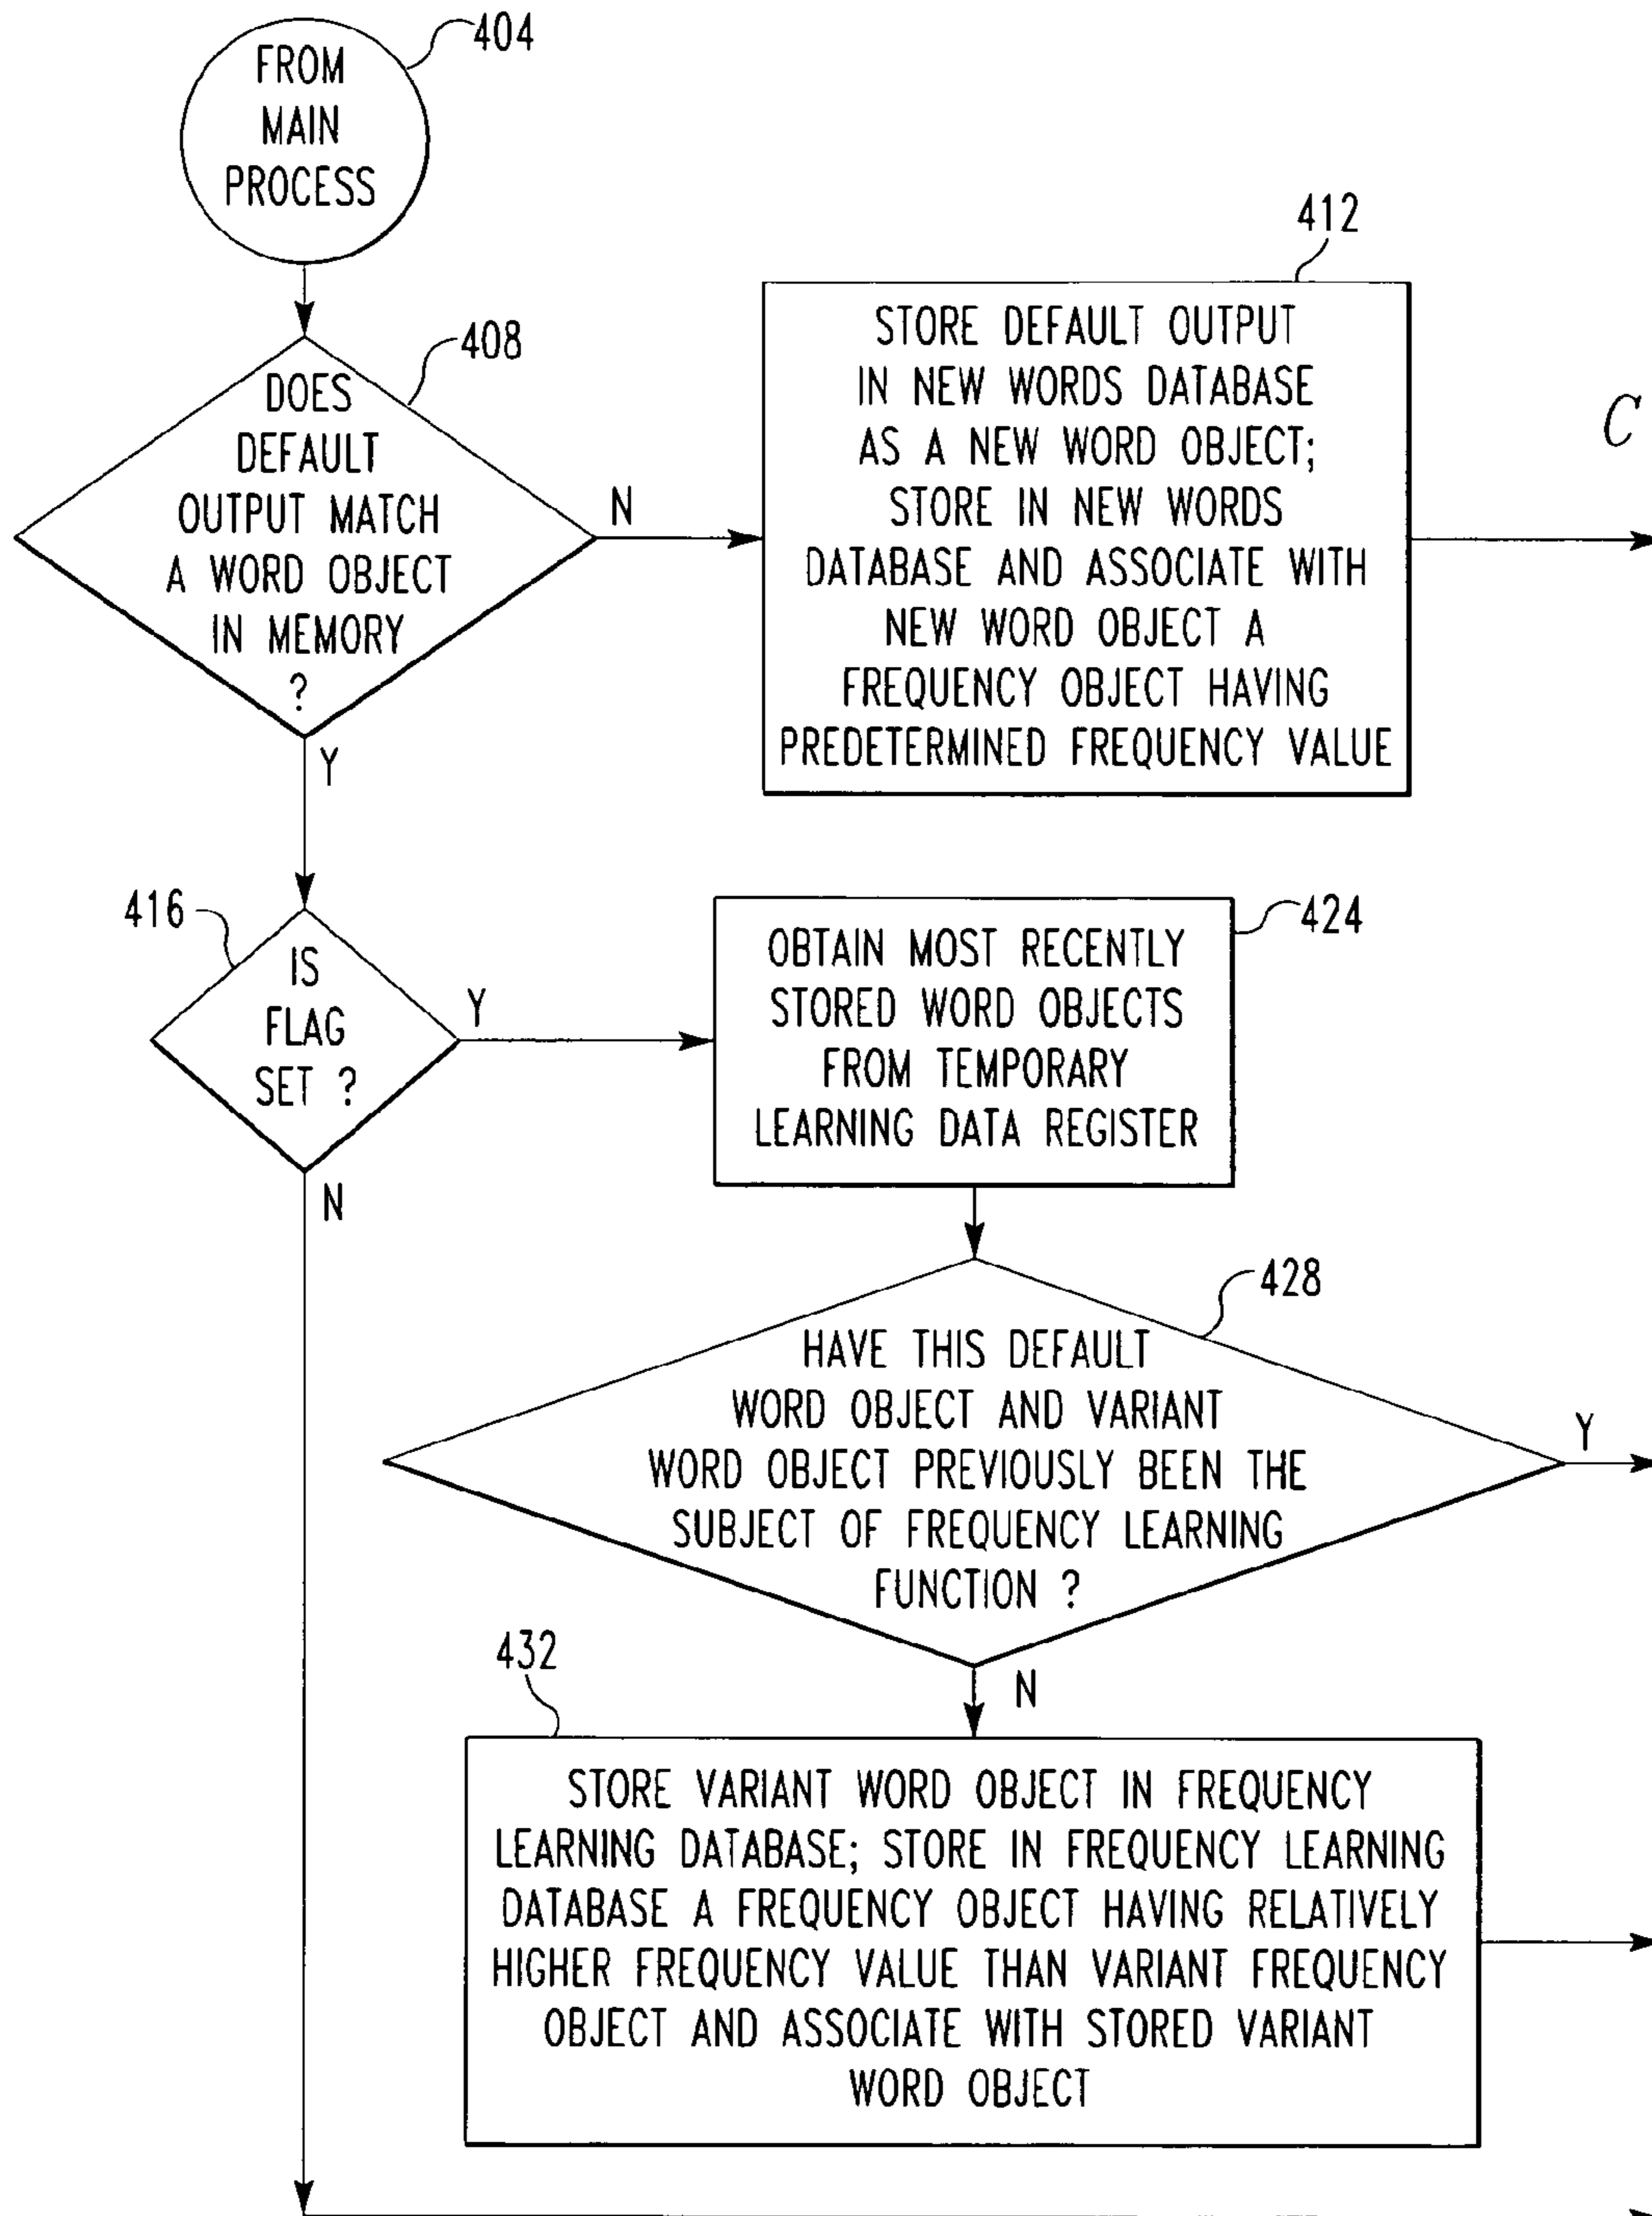 FROM
MAIN
PROCESS
404
408
DOES
DEFAULT
OUTPUT MATCH
A WORD OBJECT
IN MEMORY
?
N
Y
412
STORE DEFAULT OUTPUT
IN NEW WORDS DATABASE
AS A NEW WORD OBJECT;
STORE IN NEW WORDS
DATABASE AND ASSOCIATE WITH
NEW WORD OBJECT A
FREQUENCY OBJECT HAVING
PREDETERMINED FREQUENCY VALUE
C
416
IS
FLAG
SET ?
Y
N
424
OBTAIN MOST RECENTLY
STORED WORD OBJECTS
FROM TEMPORARY
LEARNING DATA REGISTER
428
HAVE THIS DEFAULT
WORD OBJECT AND VARIANT
WORD OBJECT PREVIOUSLY BEEN THE
SUBJECT OF FREQUENCY LEARNING
FUNCTION ?
Y
N
432
STORE VARIANT WORD OBJECT IN FREQUENCY
LEARNING DATABASE; STORE IN FREQUENCY LEARNING
DATABASE A FREQUENCY OBJECT HAVING RELATIVELY
HIGHER FREQUENCY VALUE THAN VARIANT FREQUENCY
OBJECT AND ASSOCIATE WITH STORED VARIANT
WORD OBJECT